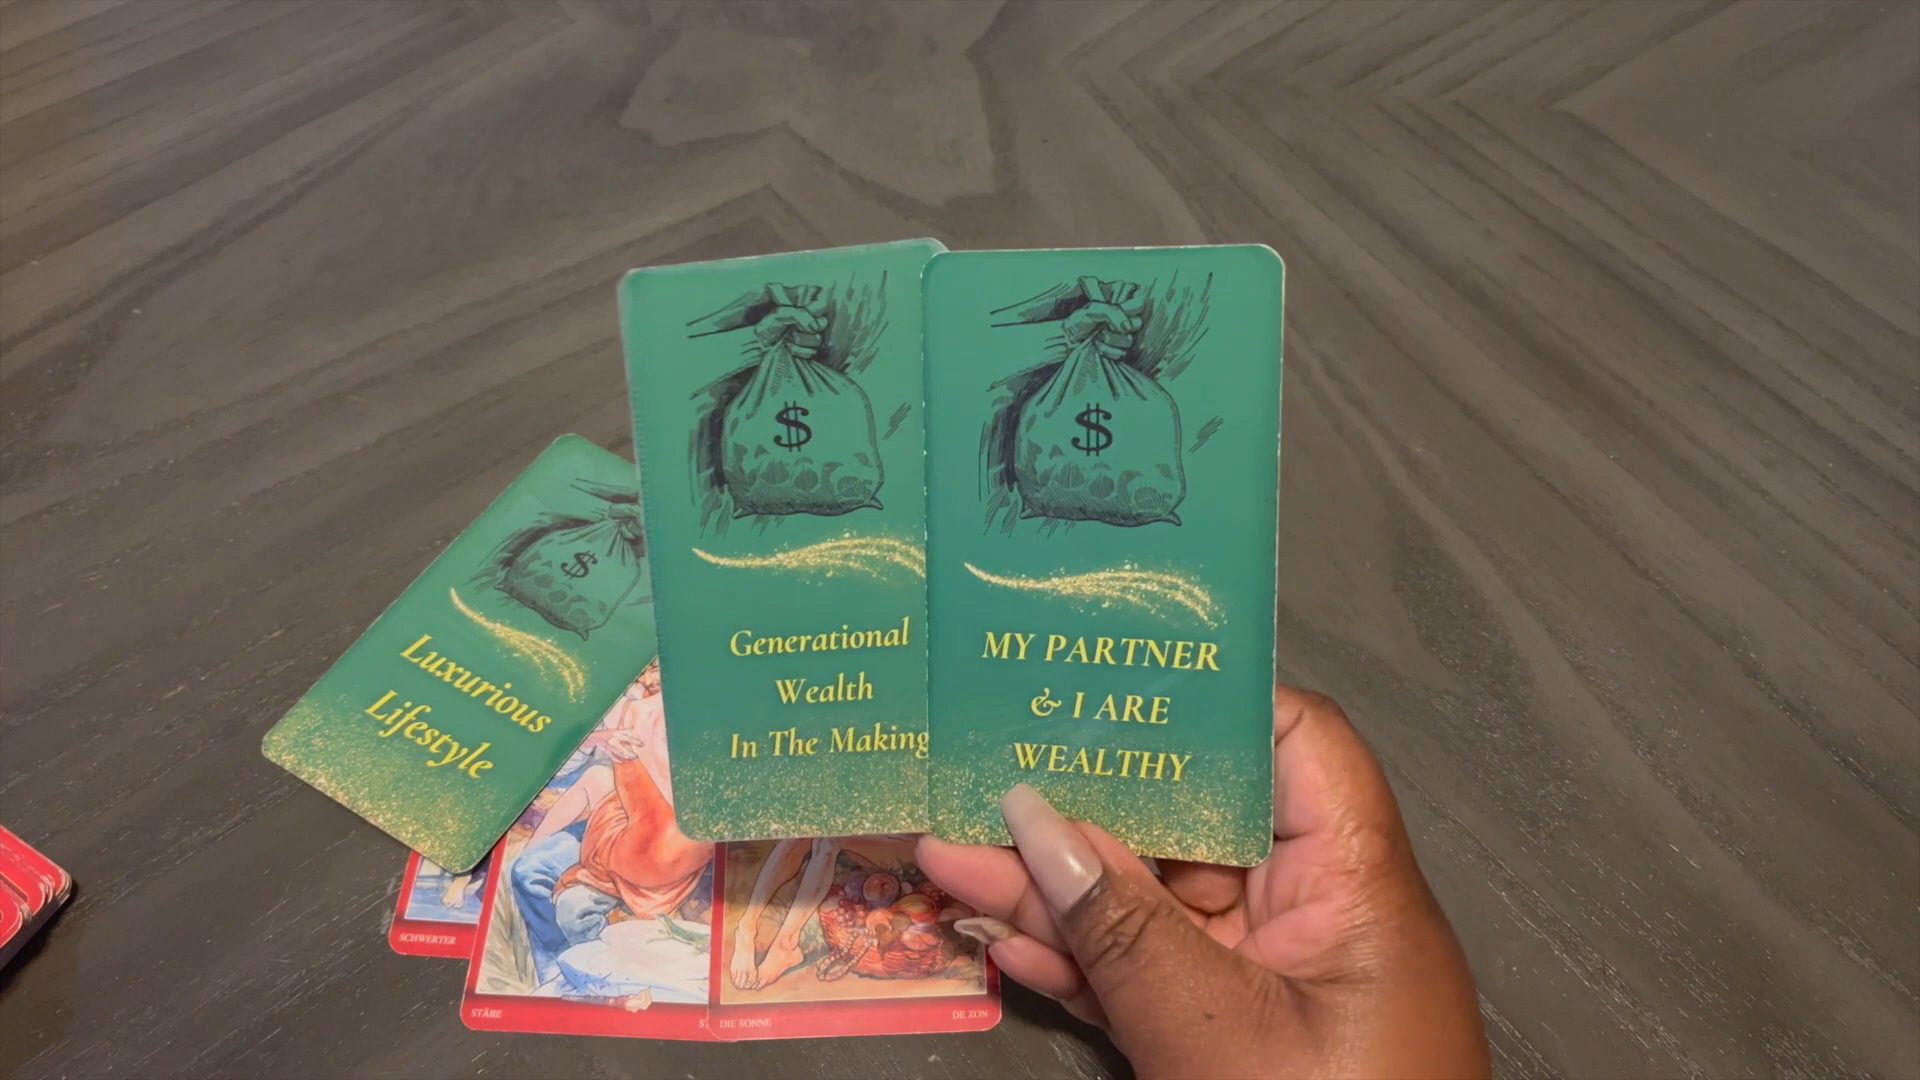 $
Luxurious
Lifestyle
$
Generational
Wealth
In The Making
$
MY PARTNER
& I ARE
WEALTHY
SCHWERTER
STÄBE
DIE SONNE
DE ZON